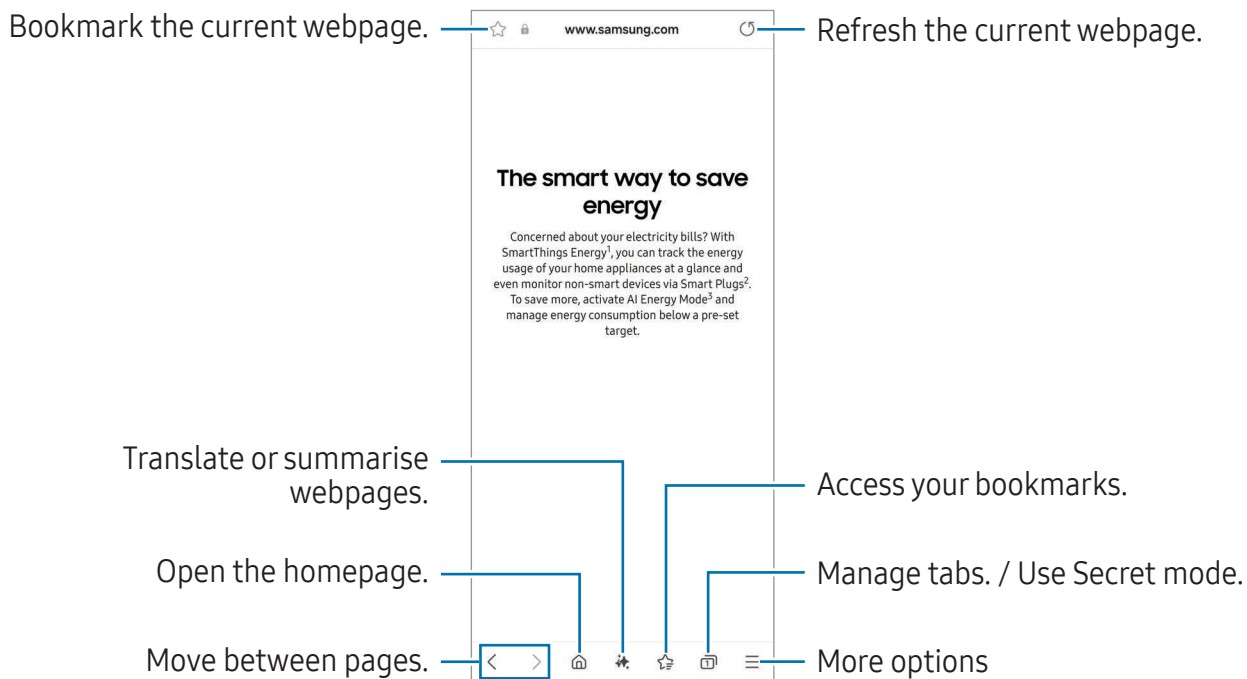 Bookmark the current webpage.
www.samsung.com
Refresh the current webpage.
The smart way to save
energy
Concerned about your electricity bills? With
SmartThings Energy1, you can track the energy
usage of your home appliances at a glance and
even monitor non-smart devices via Smart Plugs2.
To save more, activate AI Energy Mode3 and
manage energy consumption below a pre-set
target.
Translate or summarise
webpages.
Access your bookmarks.
Open the homepage.
Manage tabs. / Use Secret mode.
Move between pages.
1
More options